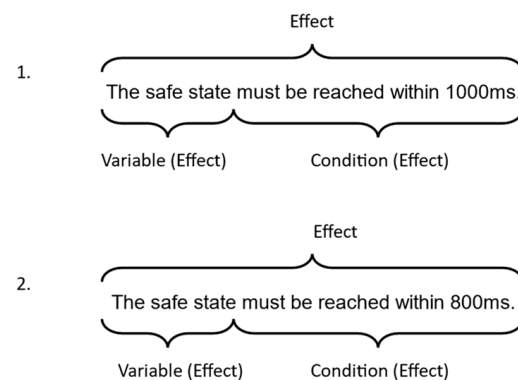 Effect
1.
The safe state must be reached within 1000ms.
Variable (Effect) Condition (Effect)
Effect
2.
The safe state must be reached within 800ms.
Variable (Effect) Condition (Effect)